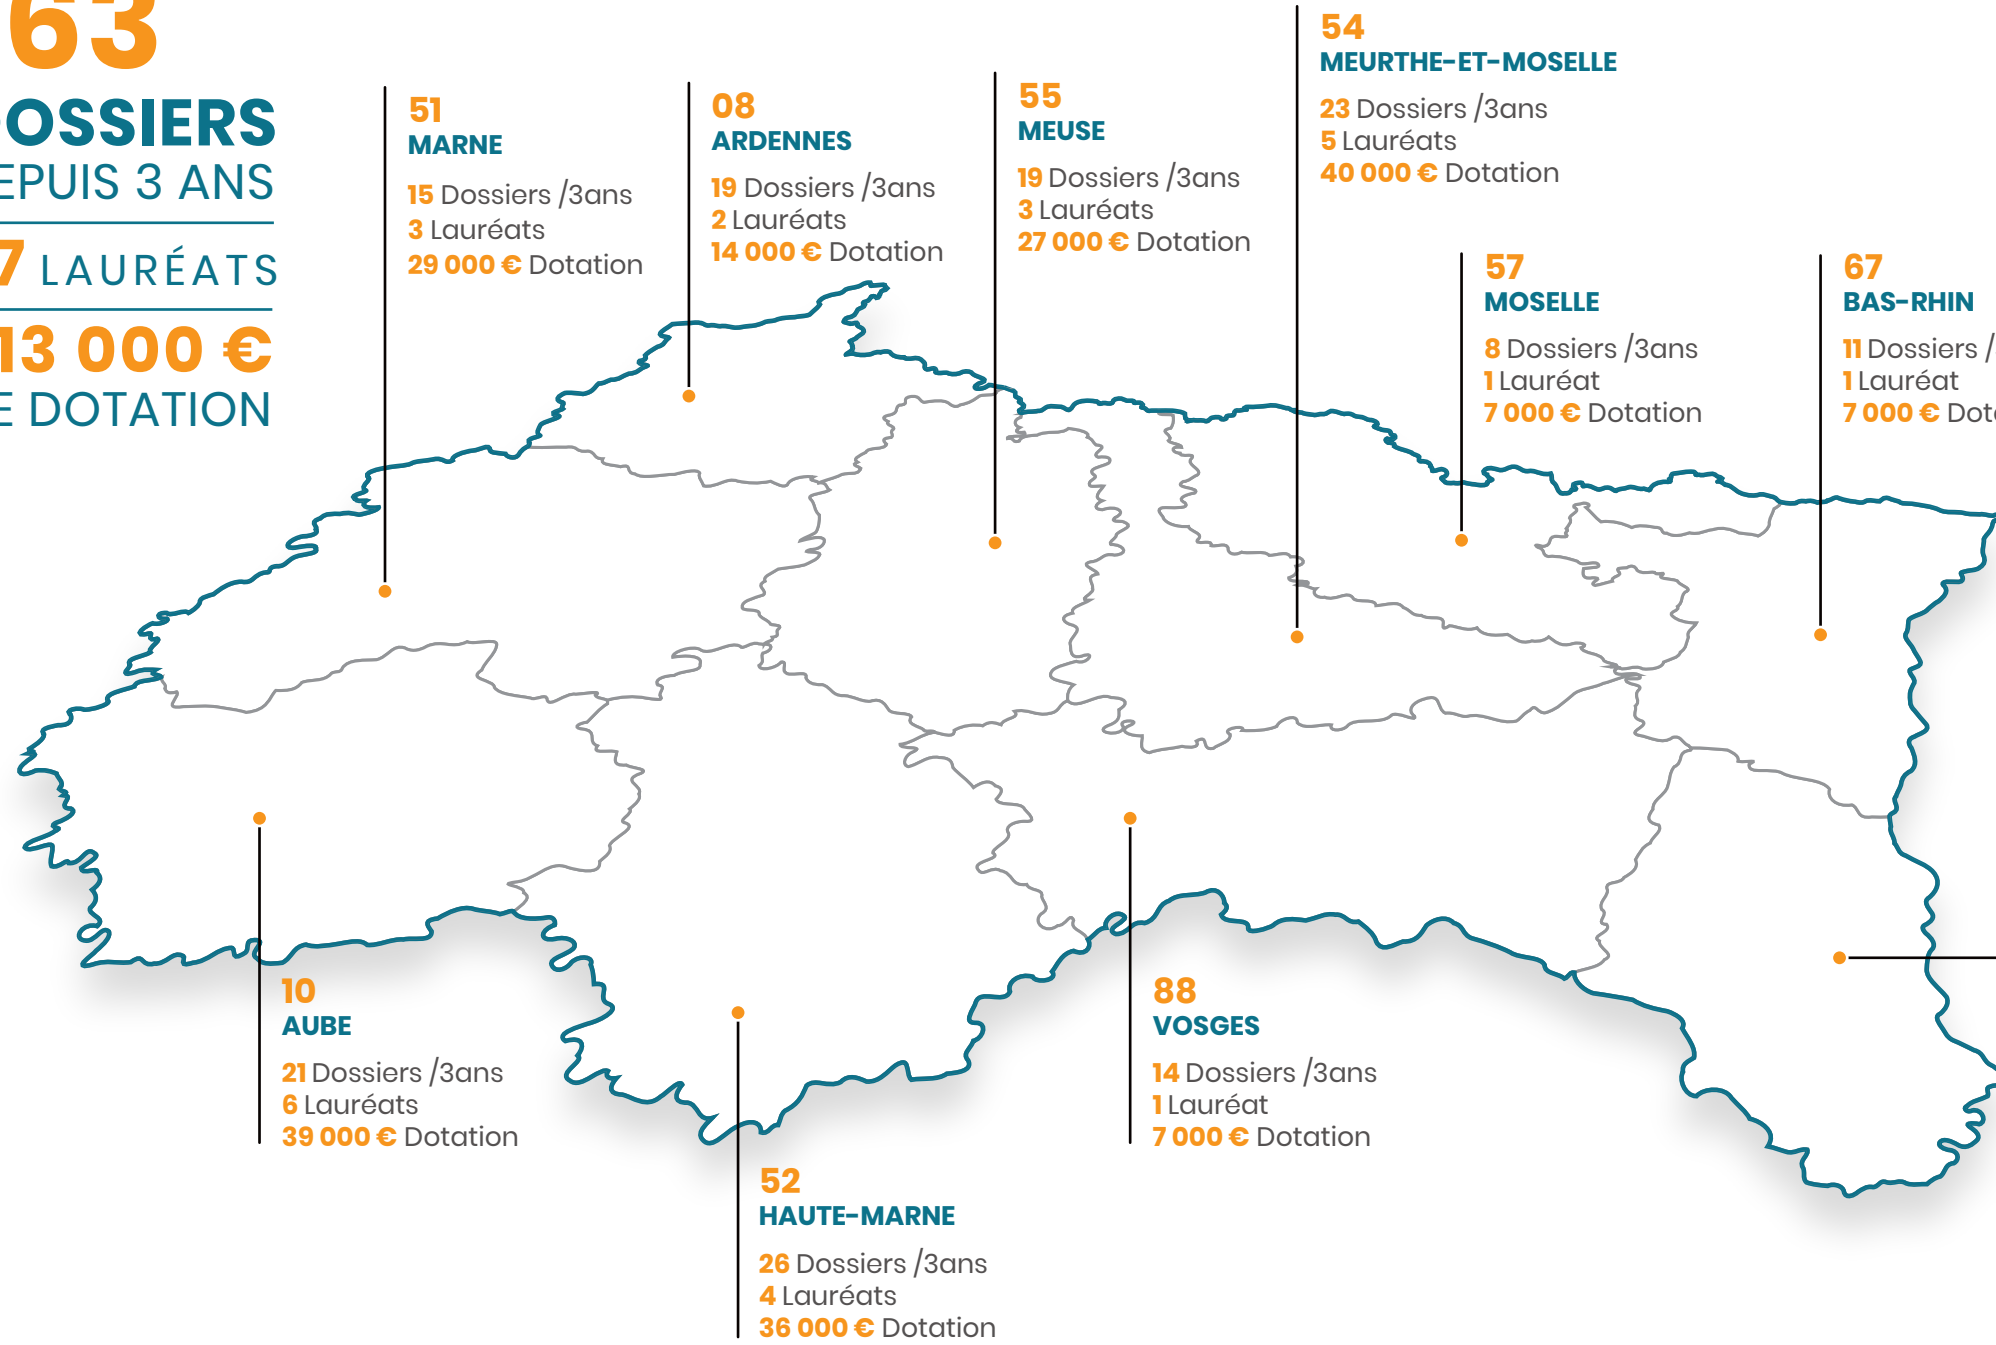 63
DOSSIERS
EPUIS 3 ANS
7 LAURÉATS
13 000 €
E DOTATION
51
MARNE
15 Dossiers /3ans
3 Lauréats
29 000 € Dotation
08
ARDENNES
19 Dossiers /3ans
2 Lauréats
14 000 € Dotation
55
MEUSE
19 Dossiers /3ans
3 Lauréats
27 000 € Dotation
54
MEURTHE-ET-MOSELLE
23 Dossiers /3ans
5 Lauréats
40 000 € Dotation
57
MOSELLE
8 Dossiers /3ans
1 Lauréat
7 000 € Dotation
67
BAS-RHIN
11 Dossiers /
1 Lauréat
7 000 € Dot
10
AUBE
21 Dossiers /3ans
6 Lauréats
39 000 € Dotation
52
HAUTE-MARNE
26 Dossiers /3ans
4 Lauréats
36 000 € Dotation
88
VOSGES
14 Dossiers /3ans
1 Lauréat
7 000 € Dotation